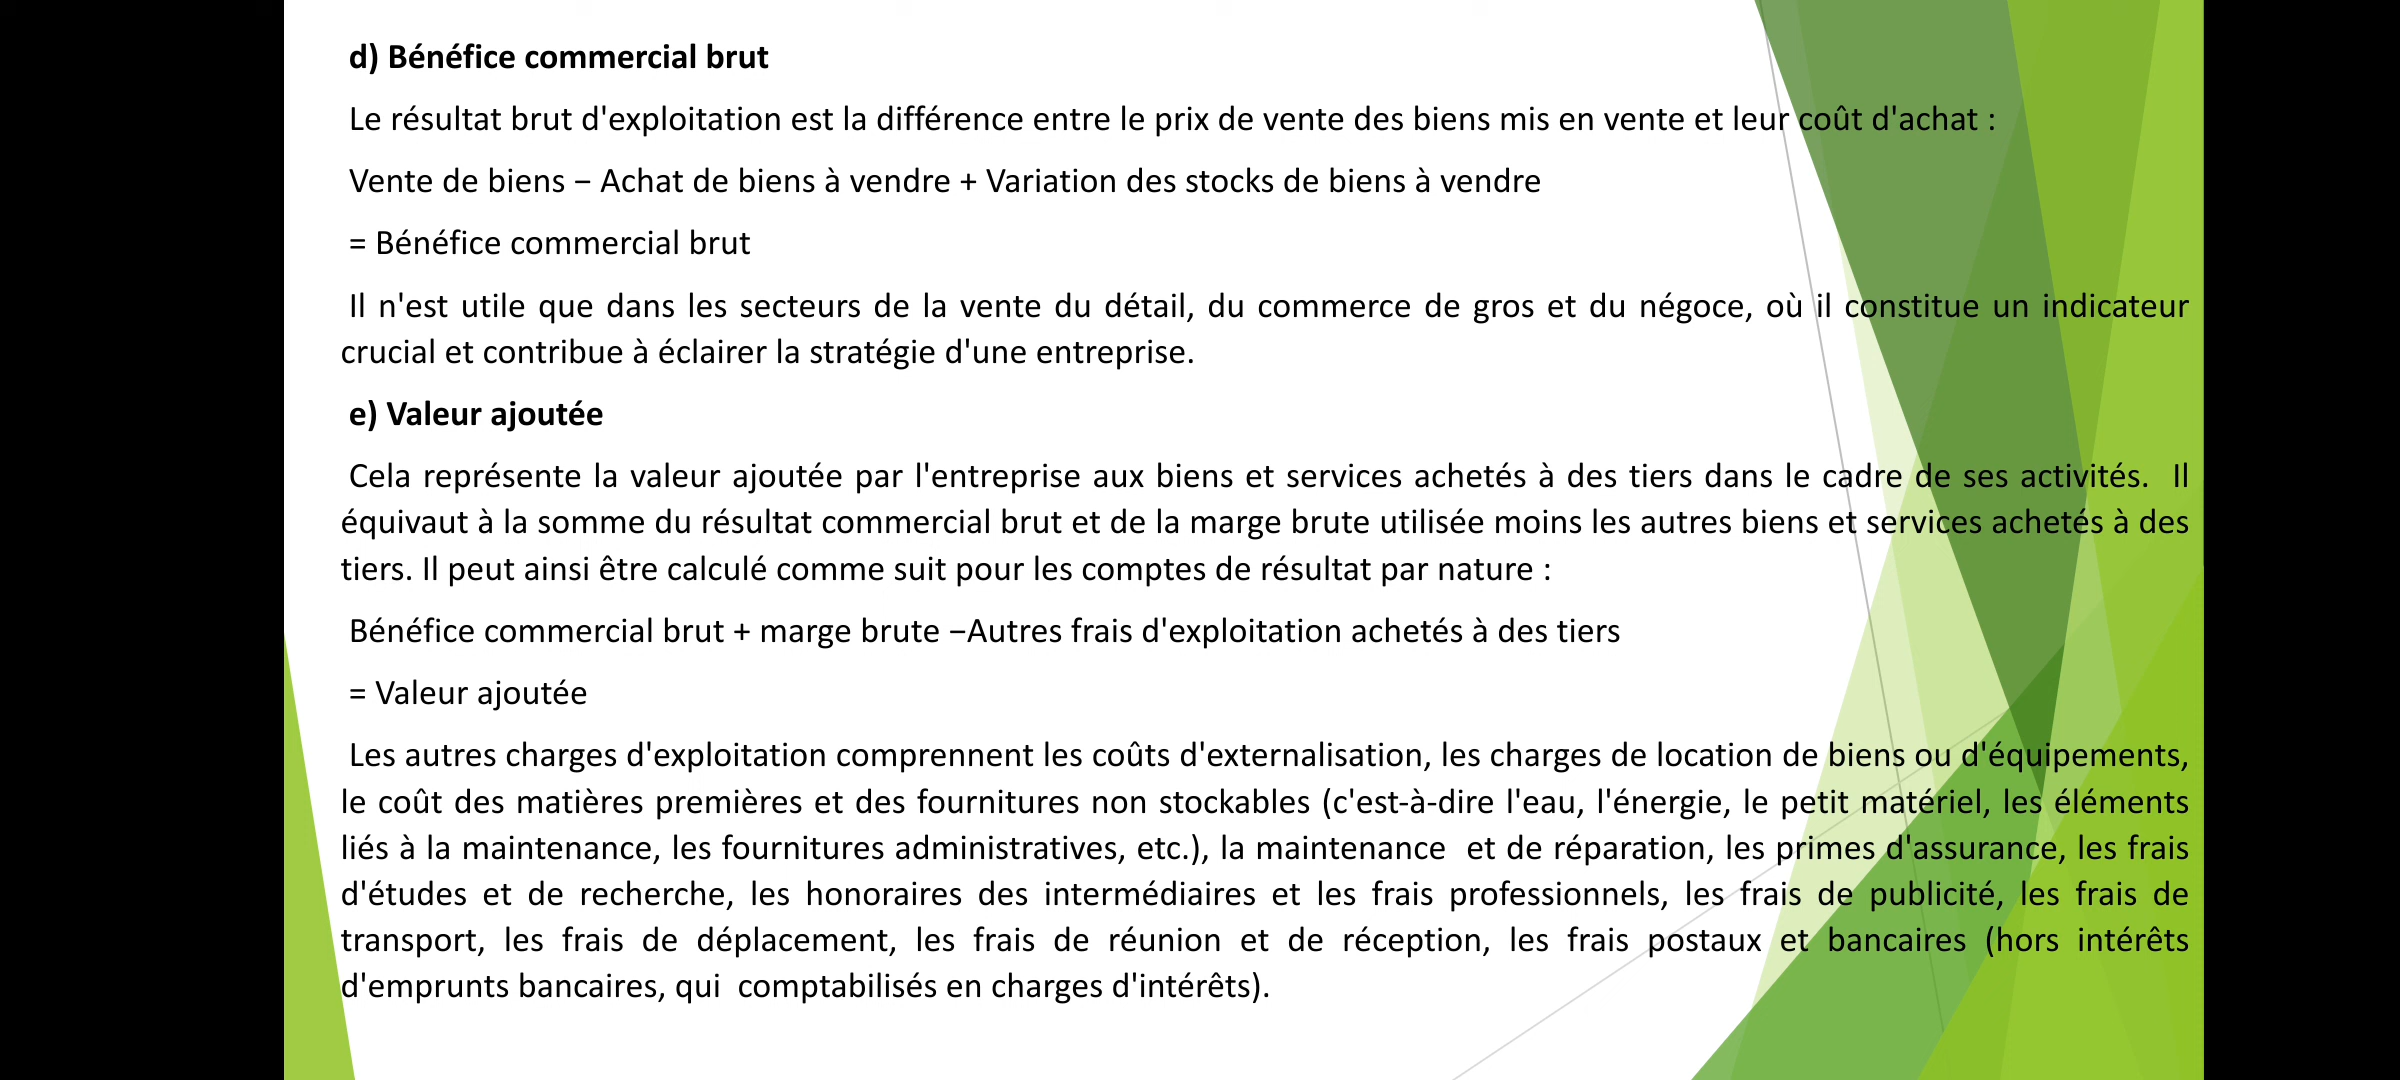 d) Bénéfice commercial brut
Le résultat brut d'exploitation est la différence entre le prix de vente des biens mis en vente et leur coût d'achat :
Vente de biens − Achat de biens à vendre + Variation des stocks de biens à vendre
= Bénéfice commercial brut
Il n'est utile que dans les secteurs de la vente du détail, du commerce de gros et du négoce, où il constitue un indicateur
crucial et contribue à éclairer la stratégie d'une entreprise.
e) Valeur ajoutée
Cela représente la valeur ajoutée par l'entreprise aux biens et services achetés à des tiers dans le cadre de ses activités. Il
équivaut à la somme du résultat commercial brut et de la marge brute utilisée moins les autres biens et services achetés à des
tiers. Il peut ainsi être calculé comme suit pour les comptes de résultat par nature :
Bénéfice commercial brut + marge brute −Autres frais d'exploitation achetés à des tiers
= Valeur ajoutée
Les autres charges d'exploitation comprennent les coûts d'externalisation, les charges de location de biens ou d'équipements,
le coût des matières premières et des fournitures non stockables (c'est-à-dire l'eau, l'énergie, le petit matériel, les éléments
liés à la maintenance, les fournitures administratives, etc.), la maintenance et de réparation, les primes d'assurance, les frais
d'études et de recherche, les honoraires des intermédiaires et les frais professionnels, les frais de publicité, les frais de
transport, les frais de déplacement, les frais de réunion et de réception, les frais postaux et bancaires (hors intérêts
d'emprunts bancaires, qui comptabilisés en charges d'intérêts).